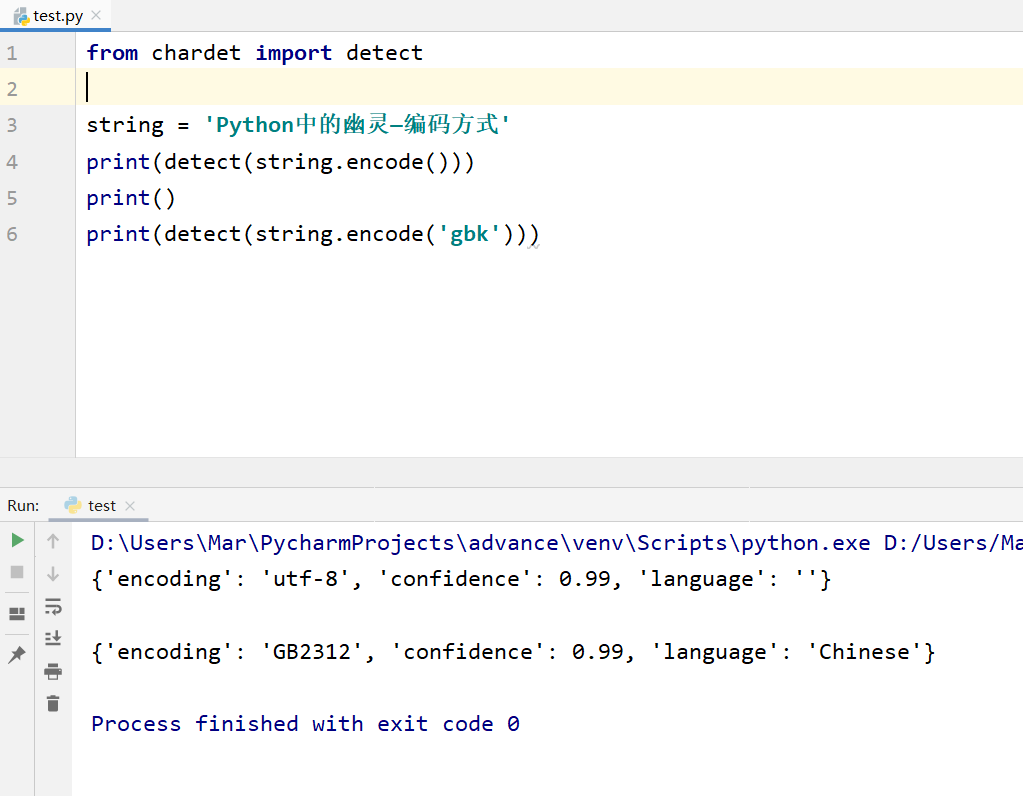 test.py
1 from chardet import detect
2
3 string = 'Python中的幽灵—编码方式'
4 print(detect(string.encode()))
5 print()
6 print(detect(string.encode('gbk')))
Run: test
D:\Users\Mar\PycharmProjects\advance\venv\Scripts\python.exe D:/Users/Ma
{'encoding': 'utf-8', 'confidence': 0.99, 'language': ''}
{'encoding': 'GB2312', 'confidence': 0.99, 'language': 'Chinese'}
Process finished with exit code 0